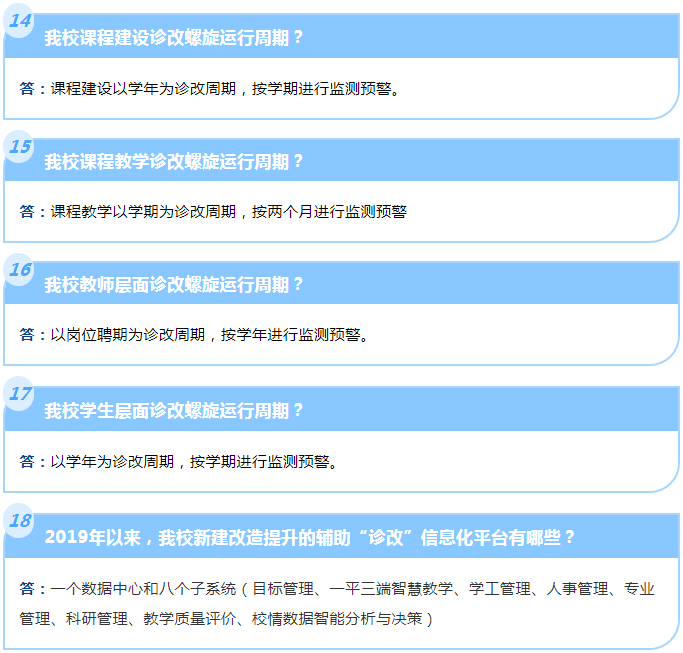 14
我校课程建设诊改螺旋运行周期？
答：课程建设以学年为诊改周期，按学期进行监测预警。
15
我校课程教学诊改螺旋运行周期？
答：课程教学以学期为诊改周期，按两个月进行监测预警
16
我校教师层面诊改螺旋运行周期？
答：以岗位聘期为诊改周期，按学年进行监测预警。
17
我校学生层面诊改螺旋运行周期？
答：以学年为诊改周期，按学期进行监测预警。
18
2019年以来，我校新建改造提升的辅助“诊改”信息化平台有哪些？
答：一个数据中心和八个子系统（目标管理、一平三端智慧教学、学工管理、人事管理、专业
管理、科研管理、教学质量评价、校情数据智能分析与决策）